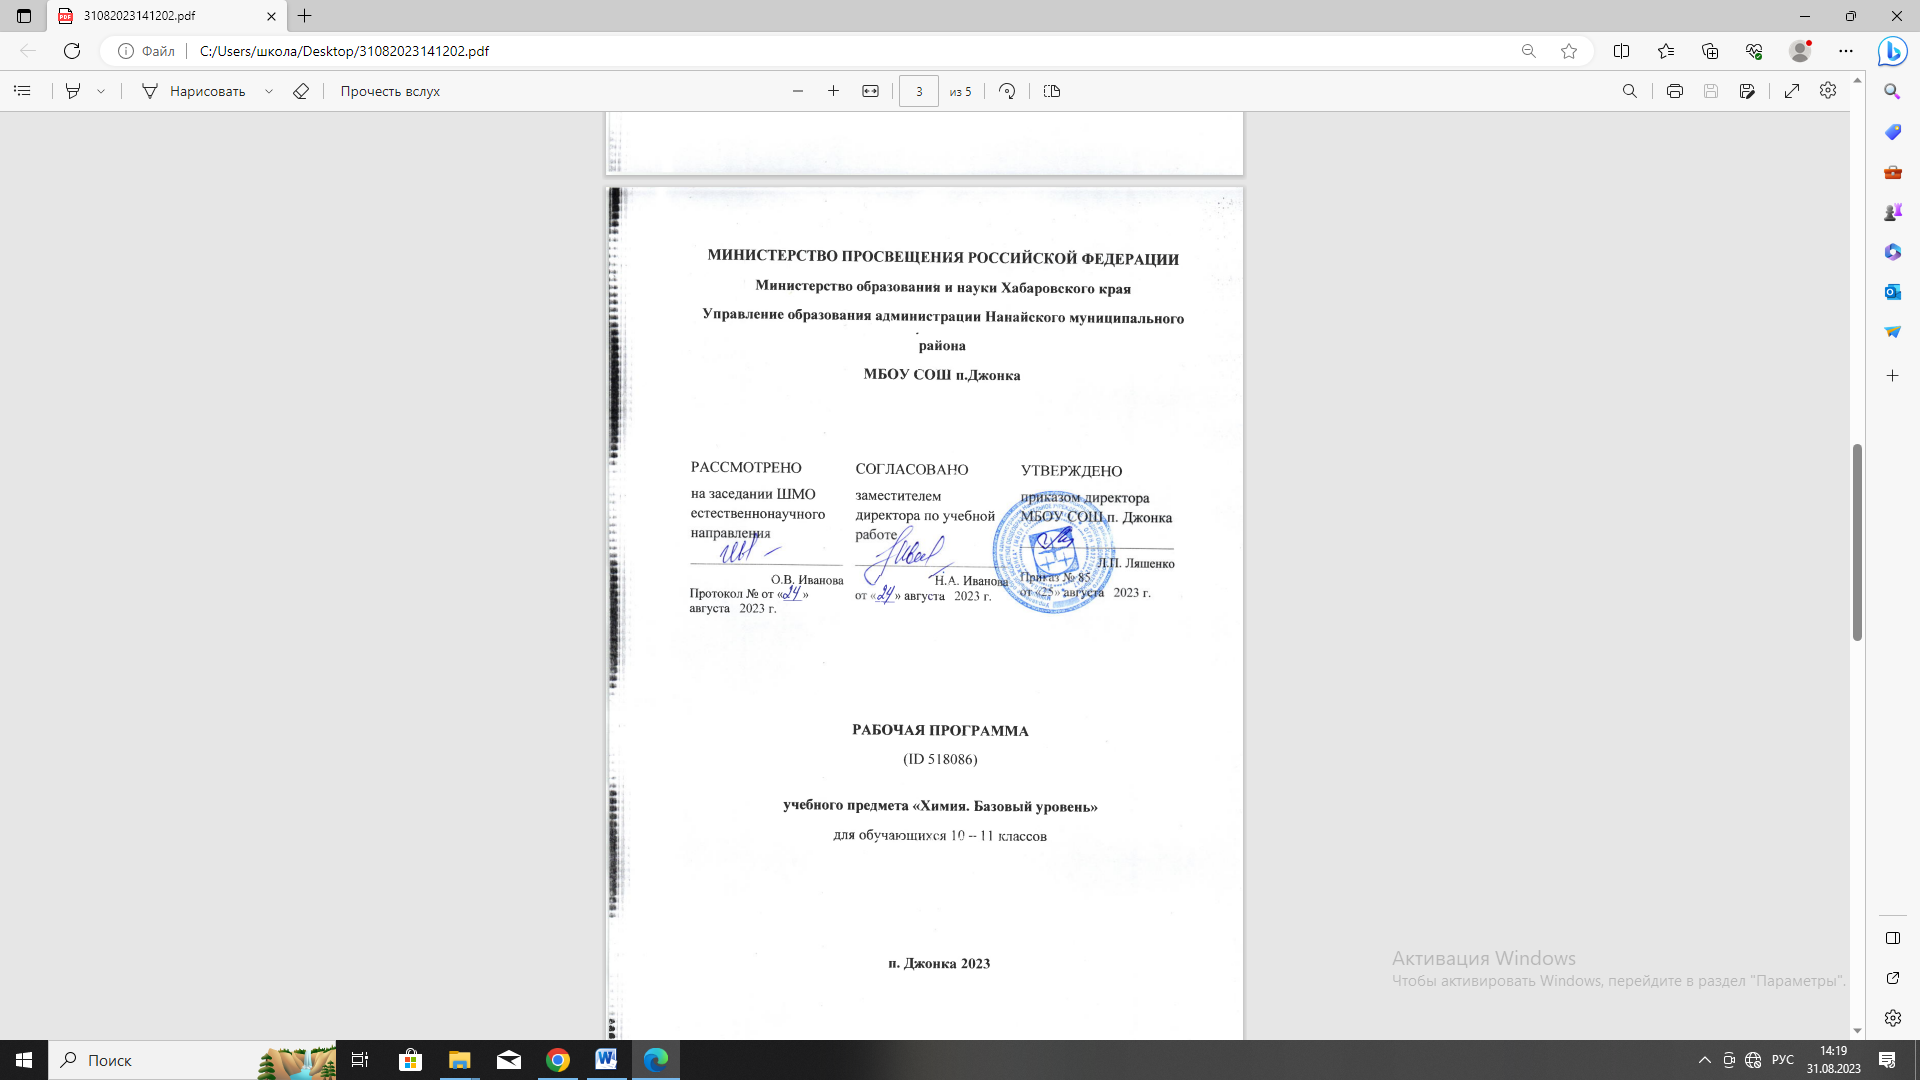 31082023141202.pdf
Файл
C:/Users/школа/Desktop/31082023141202.pdf
Нарисовать
Прочесть вслух
3
из 5
МИНИСТЕРСТВО ПРОСВЕЩЕНИЯ РОССИЙСКОЙ ФЕДЕРАЦИИ
Министерство образования и науки Хабаровского края
Управление образования администрации Нанайского муниципального
района
МБОУ СОШ п.Джонка
РАССМОТРЕНО
на заседании ШМО
естественнонаучного
направления
О.В. Иванова
Протокол № от «24»
августа 2023 г.
СОГЛАСОВАНО
заместителем
директора по учебной
работе
Н.А. Иванова
от «24» августа 2023 г.
УТВЕРЖДЕНО
приказом директора
МБОУ СОШ п. Джонка
Л.П. Ляшенко
Приказ № 85
от «25» августа 2023 г.
РАБОЧАЯ ПРОГРАММА
(ID 518086)
учебного предмета «Химия. Базовый уровень»
для обучающихся 10 – 11 классов
п. Джонка 2023
Активация Windows
Чтобы активировать Windows, перейдите в раздел "Параметры".
Поиск
РУС
14:19
31.08.2023